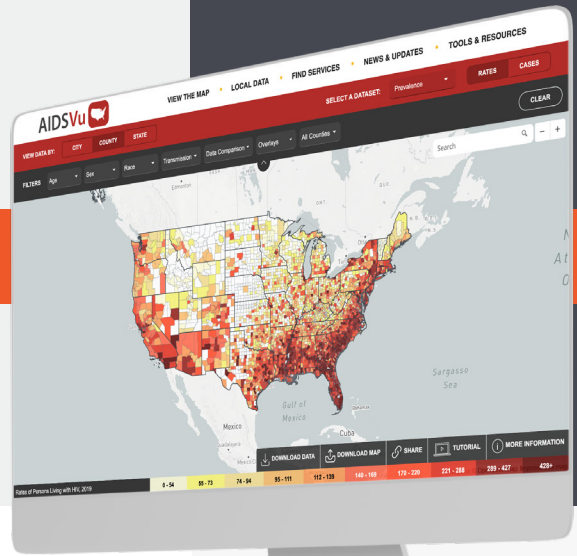 AIDSVu
VIEW THE MAP • LOCAL DATA • FIND SERVICES • NEWS & UPDATES • TOOLS & RESOURCES
VIEW DATA BY: CITY COUNTY STATE
SELECT A DATASET: Prevalence RATES CASES
FILTERS Age Sex Race Transmission Data Comparison Overlays All Counties
CLEAR
Search
- +
Edmonton
ONT.
QUE
N
At
O
Sargasso
Sea
Gulf of
Mexico
Mexico
Cuba
DOWNLOAD DATA DOWNLOAD MAP SHARE TUTORIAL MORE INFORMATION
Rates of Persons Living with HIV, 2019
0 - 54 55 - 73 74 - 94 95 - 111 112 - 139 140 - 169 170 - 220 221 - 288 289 - 427 428+